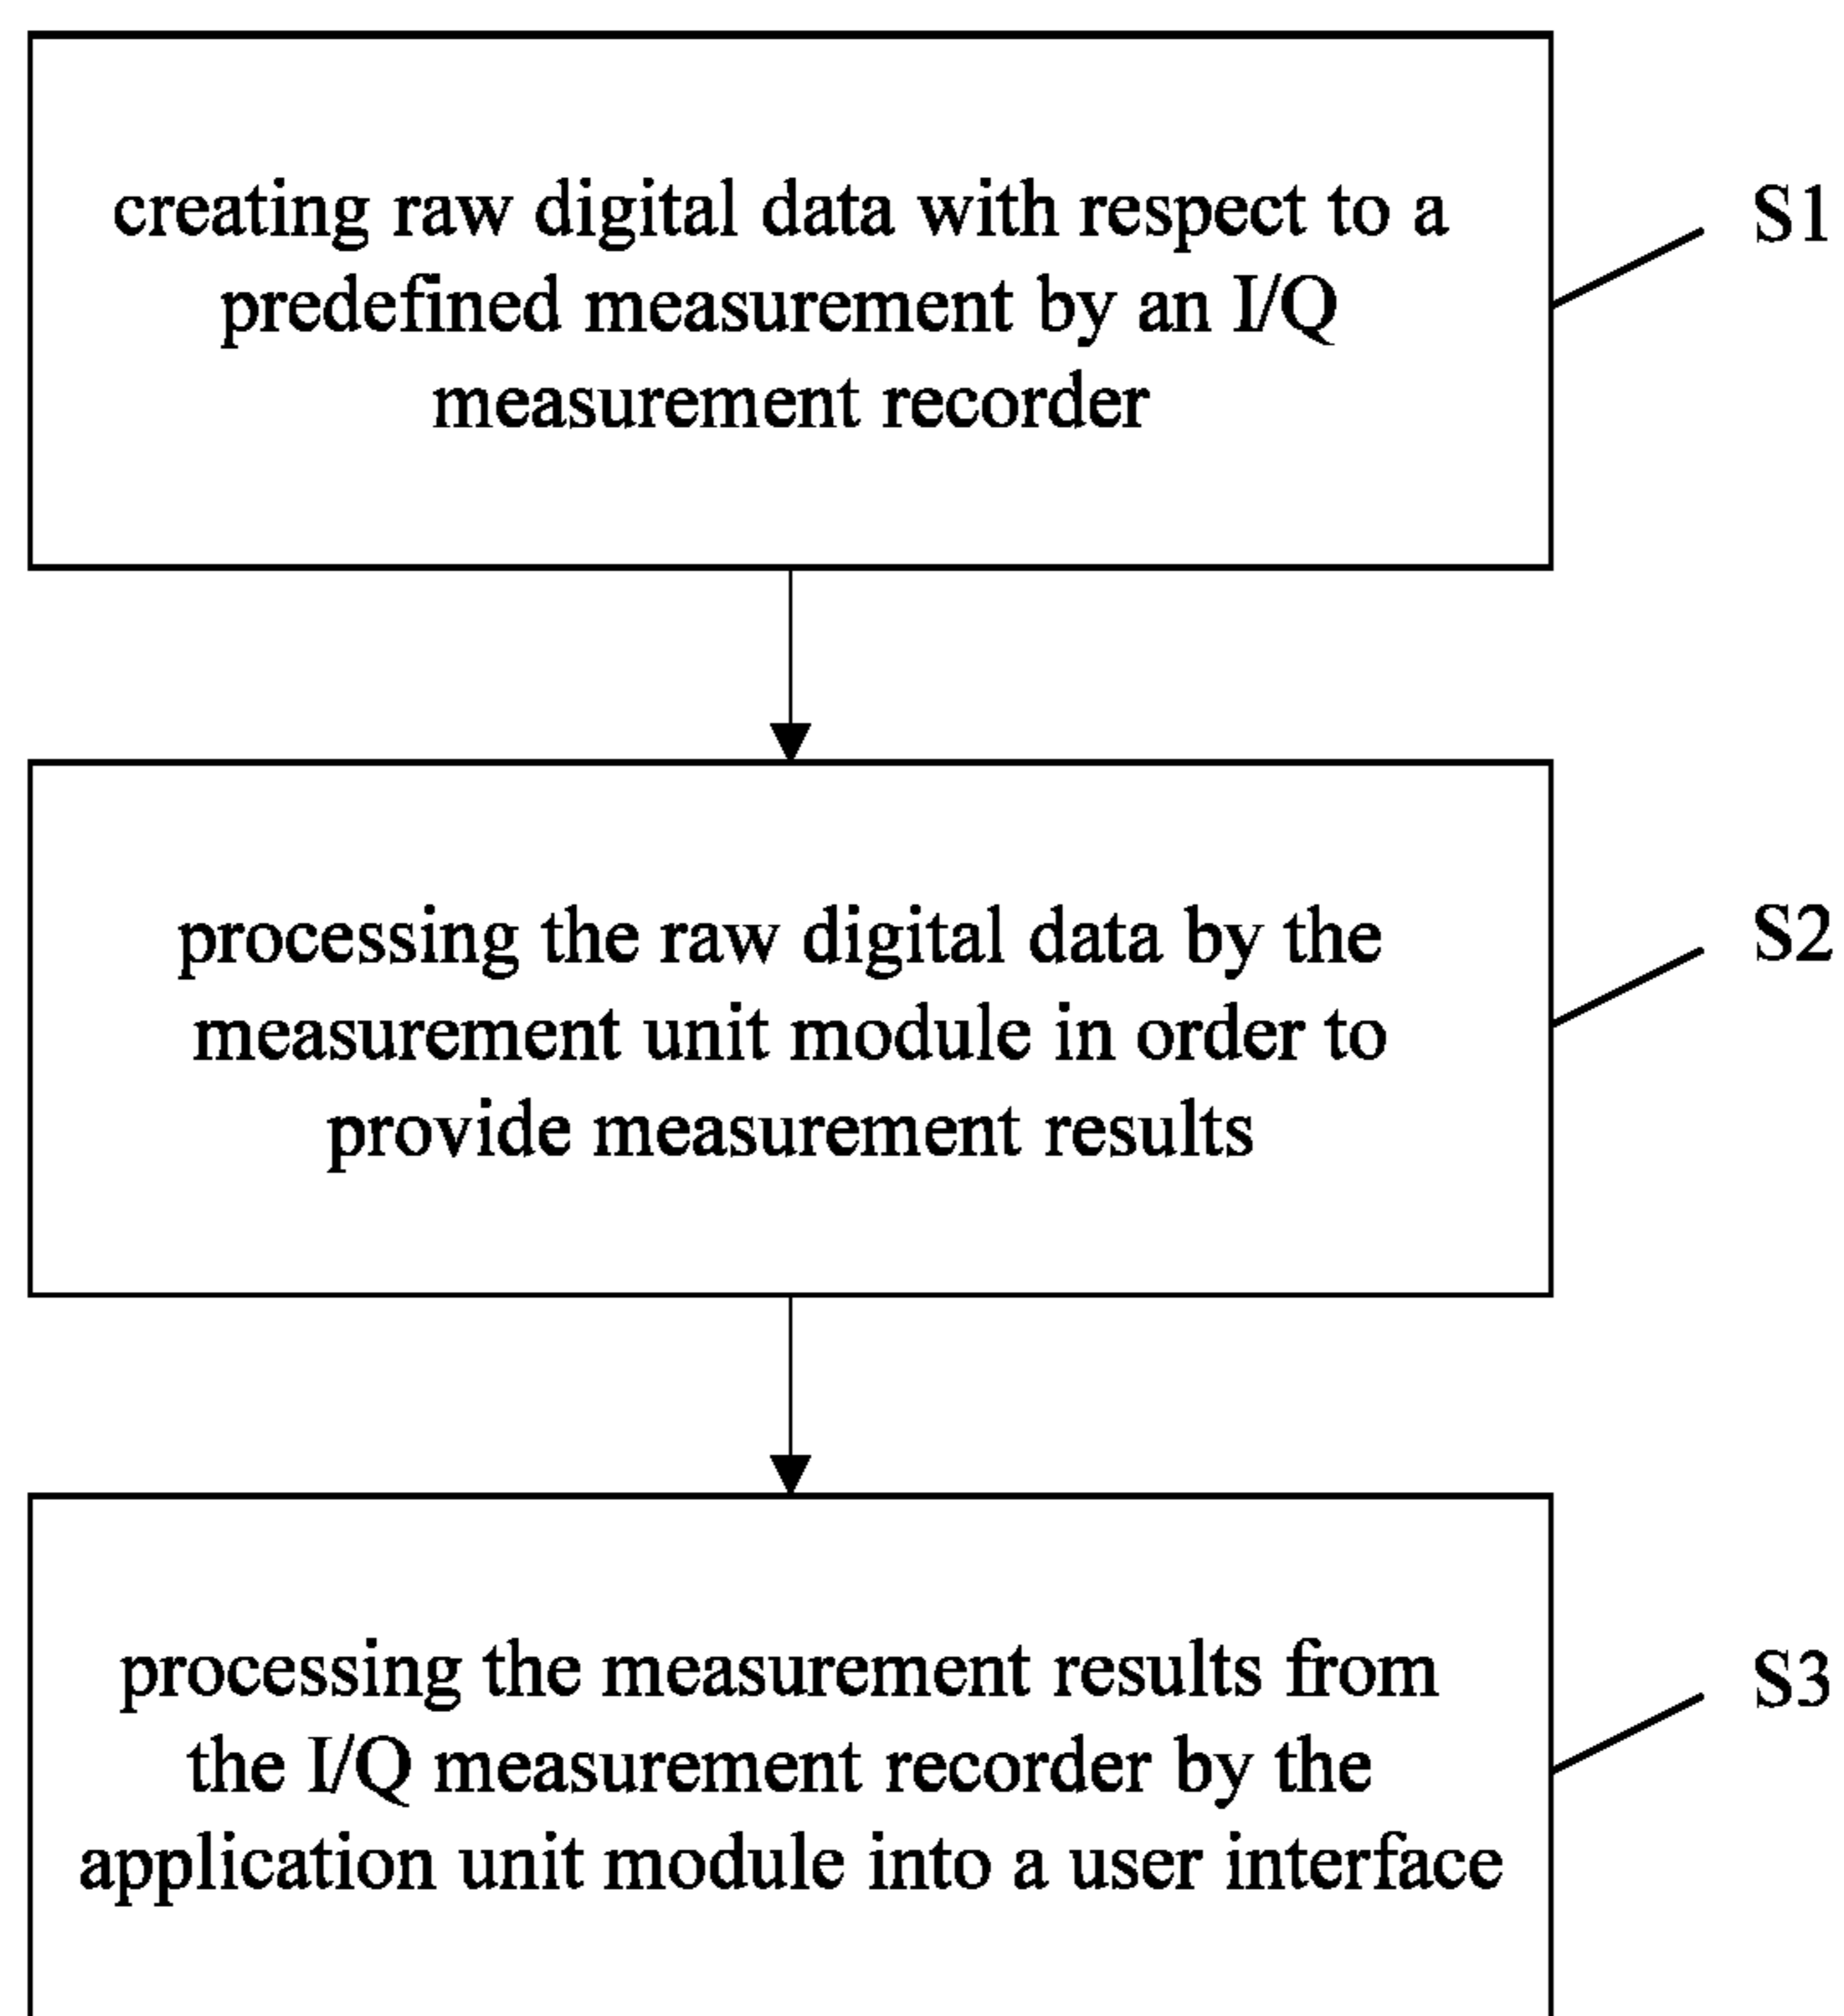 creating raw digital data with respect to a
predefined measurement by an I/Q
measurement recorder
S1
processing the raw digital data by the
measurement unit module in order to
provide measurement results
S2
processing the measurement results from
the I/Q measurement recorder by the
application unit module into a user interface
S3